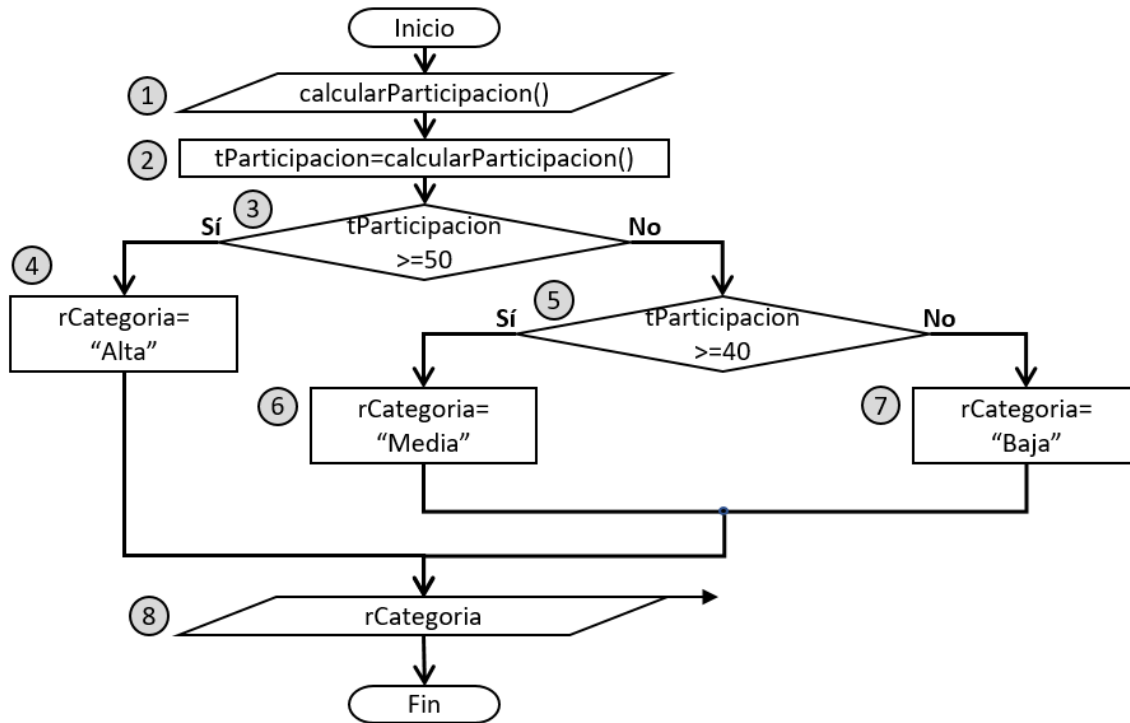 Inicio
1
calcularParticipacion()
2
tParticipacion=calcularParticipacion()
3
Sí
tParticipacion
>=50
No
4
rCategoria=
“Alta”
5
Sí
tParticipacion
>=40
No
6
rCategoria=
“Media”
7
rCategoria=
“Baja”
8
rCategoria
Fin